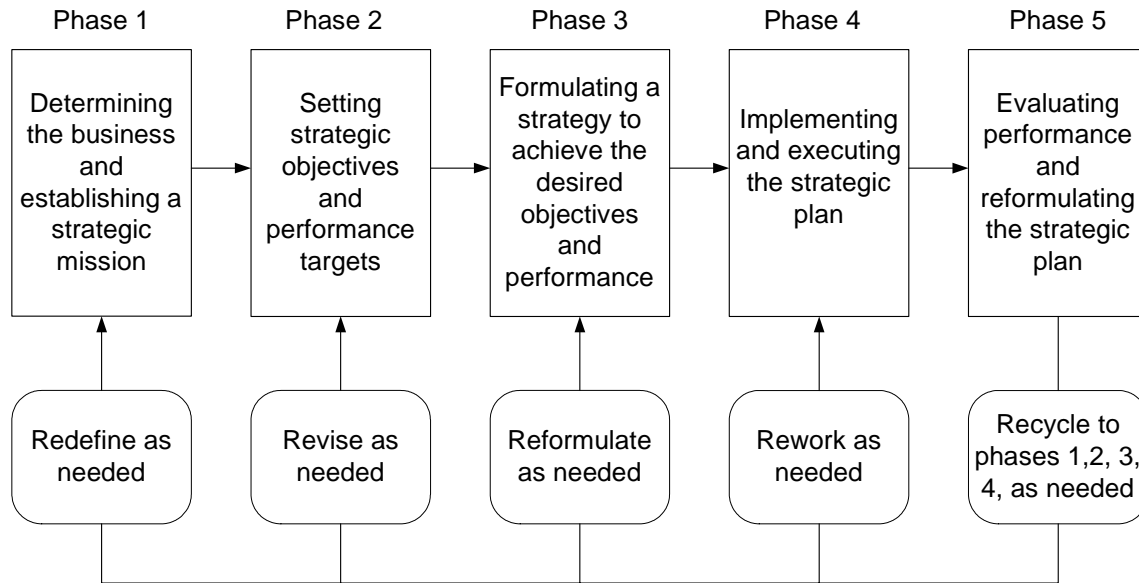 Phase 1
Phase 2
Phase 3
Phase 4
Phase 5
Determining
the business
and
establishing a
strategic
mission
Setting
strategic
objectives
and
performance
targets
Formulating a
strategy to
achieve the
desired
objectives
and
performance
Implementing
and executing
the strategic
plan
Evaluating
performance
and
reformulating
the strategic
plan
Redefine as
needed
Revise as
needed
Reformulate
as needed
Rework as
needed
Recycle to
phases 1,2, 3,
4, as needed